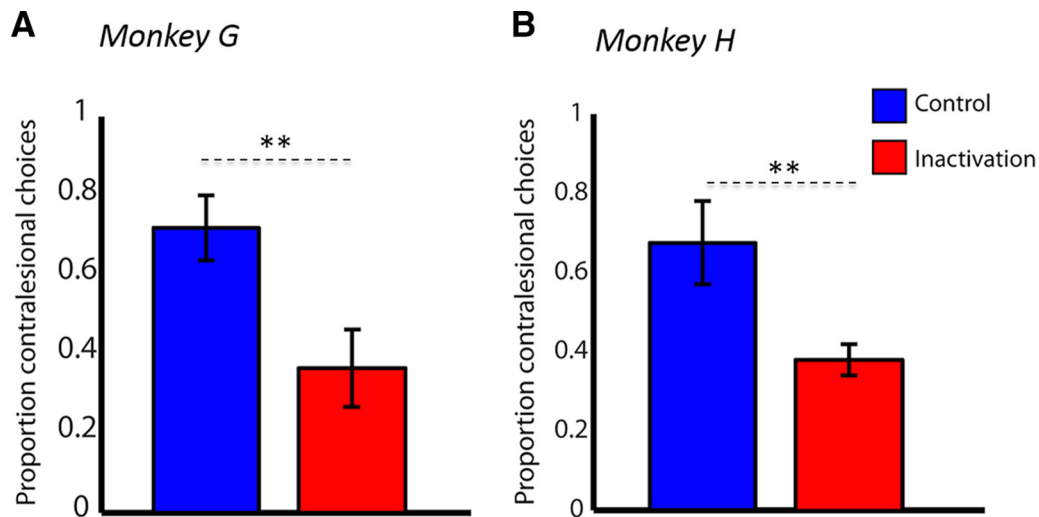 A
Monkey G
Proportion contralesional choices
1
0.8
0.6
0.4
0.2
0
**
B
Monkey H
Proportion contralesional choices
1
0.8
0.6
0.4
0.2
0
**
Control
Inactivation